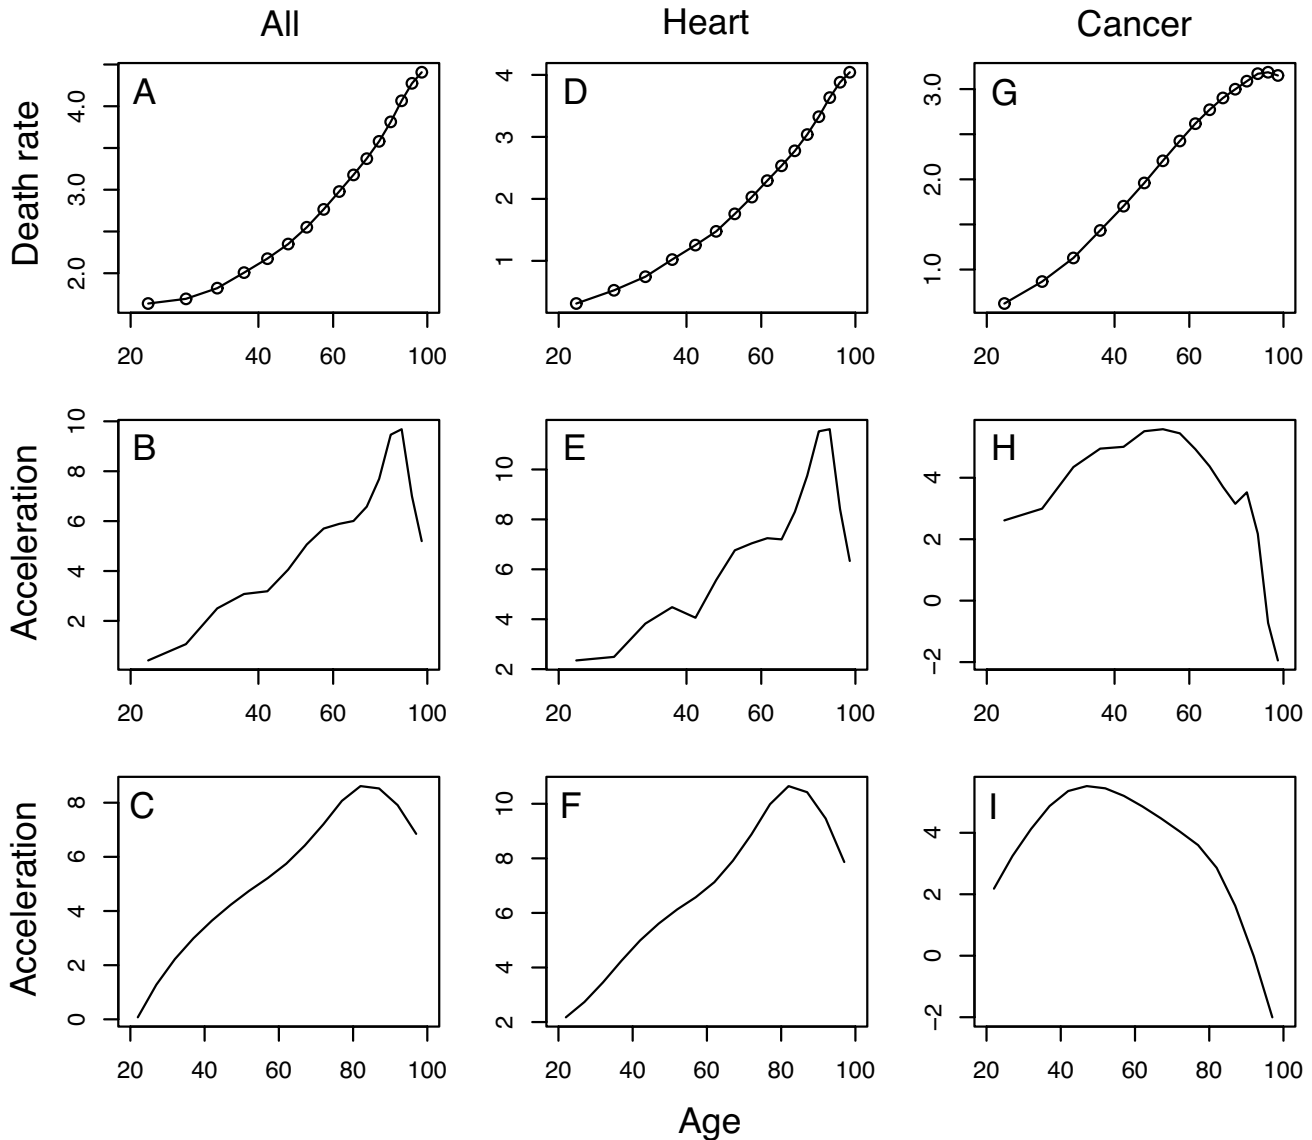 All Heart Cancer
Death rate
A
2.0 3.0 4.0
20 40 60 100
D
1 2 3 4
20 40 60 100
G
1.0 2.0 3.0
20 40 60 100
Acceleration
B
2 4 6 8 10
20 40 60 100
E
2 4 6 8 10
20 40 60 100
H
−2 0 2 4
20 40 60 100
Acceleration
C
0 2 4 6 8
20 40 60 80 100
F
2 4 6 8 10
20 40 60 80 100
I
−2 0 2 4
20 40 60 80 100
Age